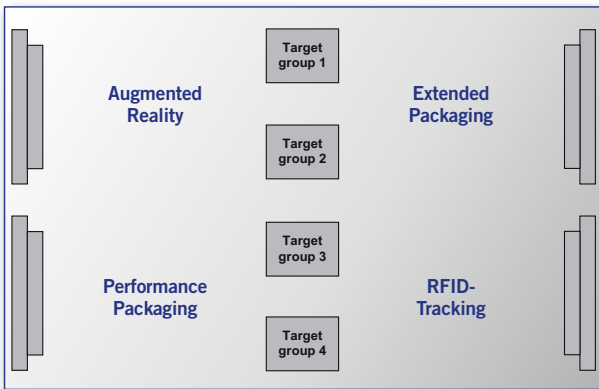 Target
group 1
Augmented
Reality
Extended
Packaging
Target
group 2
Target
group 3
Performance
Packaging
RFID-
Tracking
Target
group 4